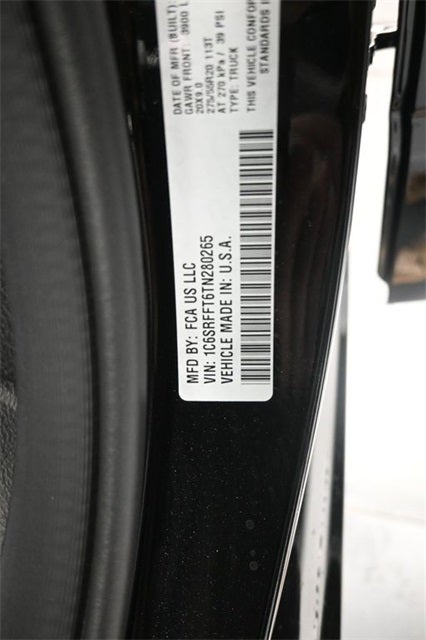 MFD BY: FCA US LLC
VIN: 1C6SRFFT6TN280265
VEHICLE MADE IN: U.S.A.
DATE OF MFR (BUILT)
GAWR FRONT: 3900 L
20X9.0
275/55R20 113T
AT 270 kPa / 39 PSI
TYPE: TRUCK
THIS VEHICLE CONFOR
STANDARDS I